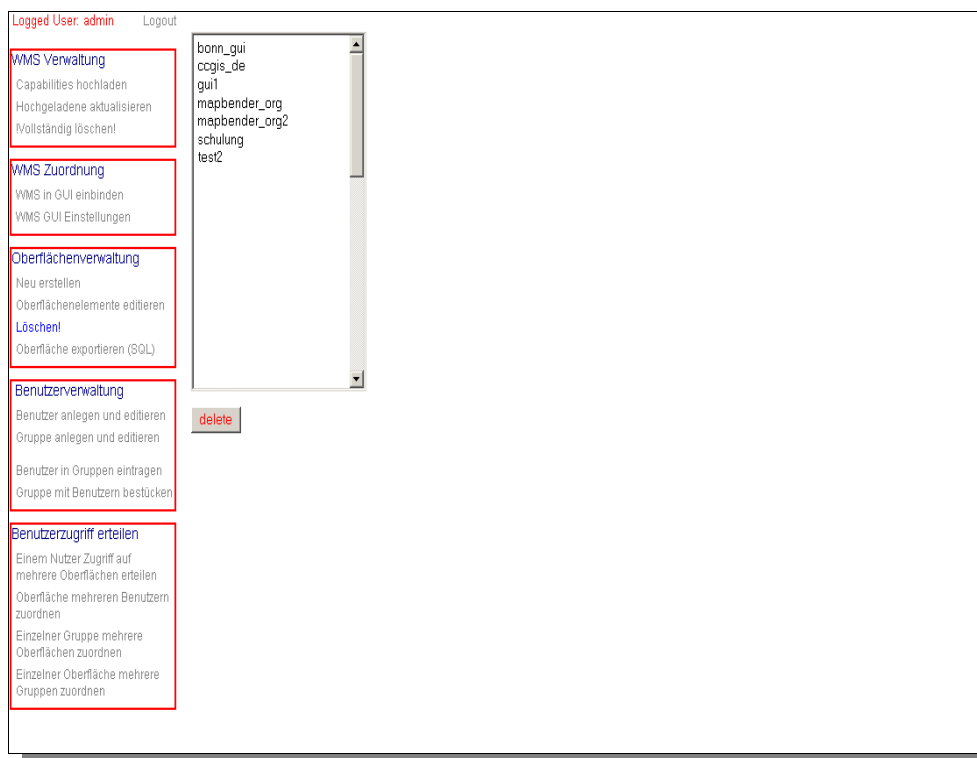 Logged User: admin Logout
WMS Verwaltung
Capabilities hochladen
Hochgeladene aktualisieren
!Vollständig löschen!
WMS Zuordnung
WMS in GUI einbinden
WMS GUI Einstellungen
Oberflächenverwaltung
Neu erstellen
Oberflächenelemente editieren
Löschen!
Oberfläche exportieren (SQL)
Benutzerverwaltung
Benutzer anlegen und editieren
Gruppe anlegen und editieren
Benutzer in Gruppen eintragen
Gruppe mit Benutzern bestücken
Benutzerzugriff erteilen
Einem Nutzer Zugriff auf
mehrere Oberflächen erteilen
Oberfläche mehreren Benutzern
zuordnen
Einzelner Gruppe mehrere
Oberflächen zuordnen
Einzelner Oberfläche mehrere
Gruppen zuordnen
bonn_gui
ccgis_de
gui1
mapbender_org
mapbender_org2
schulung
test2
delete